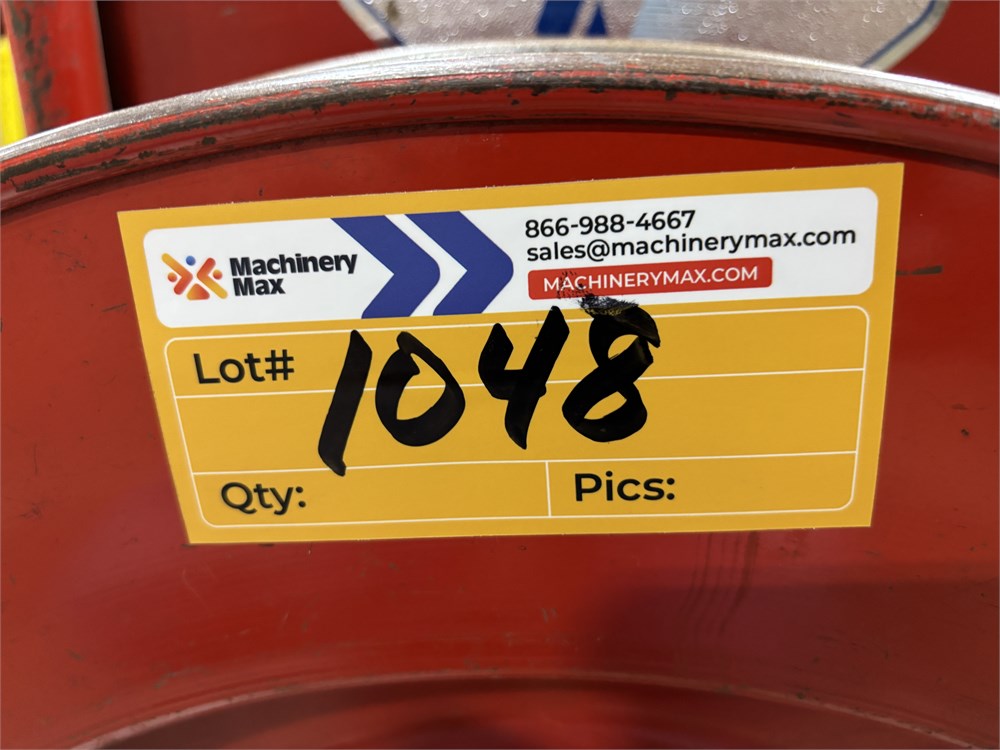 Machinery
Max
866-988-4667
sales@machinerymax.com
MACHINERYMAX.COM
Lot# 1048
Qty:
Pics: